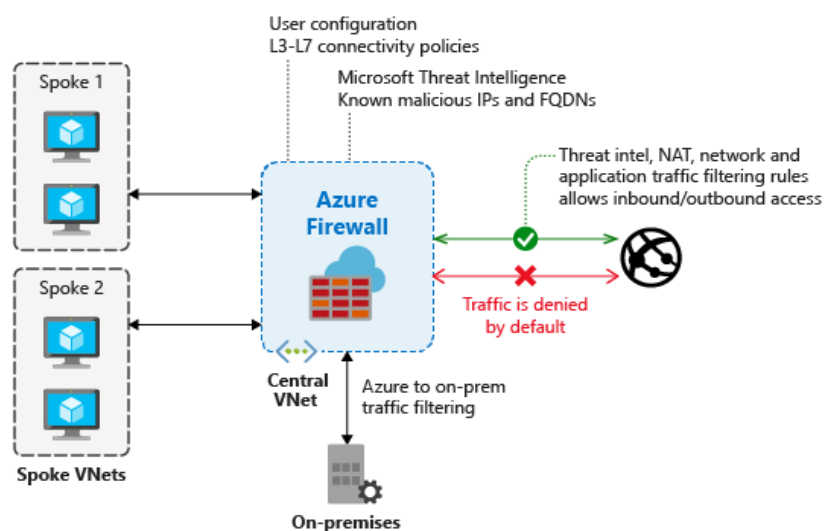 User configuration
L3-L7 connectivity policies
Microsoft Threat Intelligence
Known malicious IPs and FQDNs
Spoke 1
Threat intel, NAT, network and
application traffic filtering rules
allows inbound/outbound access
Azure
Firewall
Spoke 2
Traffic is denied
by default
Central
VNet
Azure to on-prem
traffic filtering
Spoke VNets
On-premises